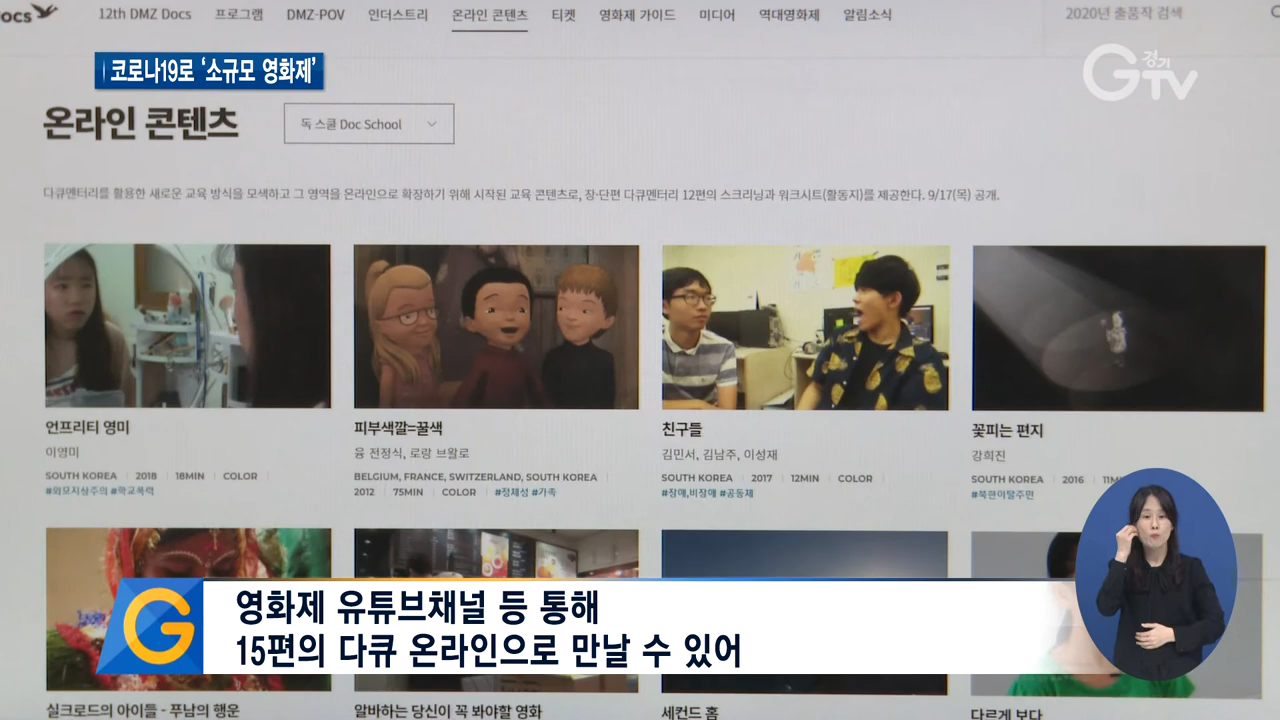 ocs
12th DMZ Docs 프로그램 DMZ-POV 인더스트리 온라인 콘텐츠 티켓 영화제 가이드 미디어 역대영화제 알림소식 2020년 출품작 검색
코로나19로 ‘소규모 영화제’
경기
GTV
온라인 콘텐츠
독 스쿨 Doc School
다큐멘터리를 활용한 새로운 교육 방식을 모색하고 그 영역을 온라인으로 확장하기 위해 시작된 교육 콘텐츠로, 장·단편 다큐멘터리 12편의 스크리닝과 워크시트(활동지)를 제공한다. 9/17(목) 공개.
언프리티 영미
이영미
SOUTH KOREA | 2018 | 18MIN | COLOR |
#외모지상주의 #학교폭력
피부색깔=꿀색
융 전정식, 로랑 브왈로
BELGIUM, FRANCE, SWITZERLAND, SOUTH KOREA |
2012 | 75MIN | COLOR | #정체성 #가족
친구들
김민서, 김남주, 이성재
SOUTH KOREA | 2017 | 12MIN | COLOR |
#장애,비장애 #공동체
꽃피는 편지
강희진
SOUTH KOREA | 2016 | 11M
#북한이탈주민
G
영화제 유튜브채널 등 통해
15편의 다큐 온라인으로 만날 수 있어
실크로드의 아이들 - 푸남의 행운
알바하는 당신이 꼭 봐야할 영화
세컨드 홈
다르게 보다